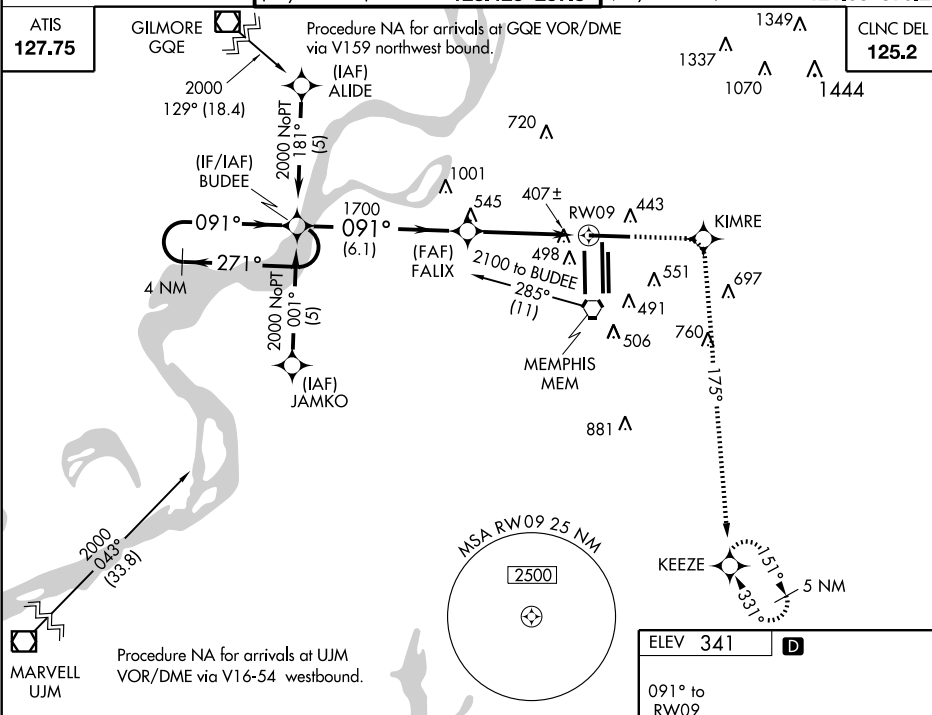 ATIS
127.75
GILMORE
GQE
Procedure NA for arrivals at GQE VOR/DME
via V159 northwest bound.
CLNC DEL
125.2
1349
1337
1070
1444
2000
129° (18.4)
(IAF)
ALIDE
2000 NoPT
181°
(5)
720
(IF/IAF)
BUDEE
1001
545
407±
RW09
443
KIMRE
091°
1700
091°
(6.1)
(FAF)
FALIX
498
271°
4 NM
2100 to BUDEE
285°
(11)
551
697
491
506
760
2000 NoPT
001°
(5)
MEMPHIS
MEM
175°
(IAF)
JAMKO
881
2000
043°
(33.8)
MSA RW09 25 NM
2500
KEEZE
151°
331°
5 NM
MARVELL
UJM
Procedure NA for arrivals at UJM
VOR/DME via V16-54 westbound.
ELEV 341
D
091° to
RW09